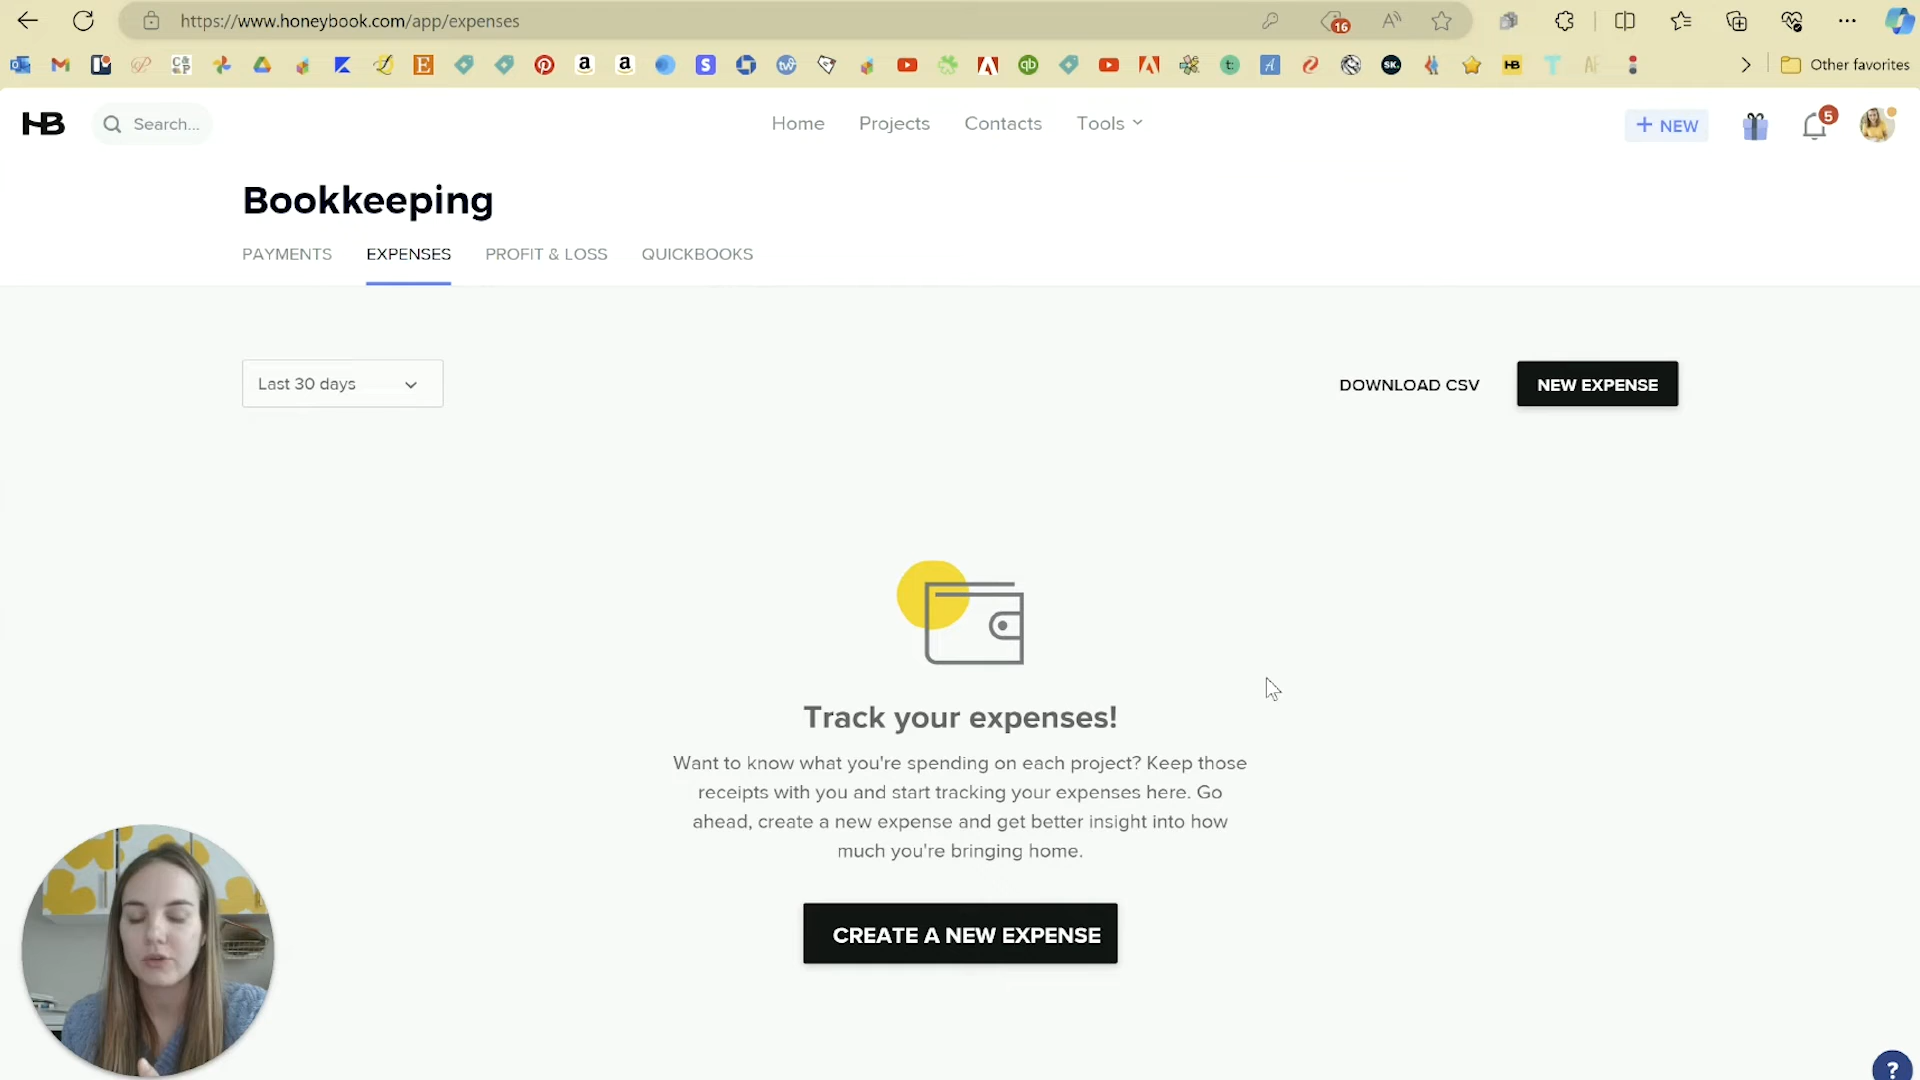 https://www.honeybook.com/app/expenses
16
Other favorites
HB
Search...
Home
Projects
Contacts
Tools
+ NEW
5
Bookkeeping
PAYMENTS
EXPENSES
PROFIT & LOSS
QUICKBOOKS
Last 30 days
DOWNLOAD CSV
NEW EXPENSE
Track your expenses!
Want to know what you're spending on each project? Keep those
receipts with you and start tracking your expenses here. Go
ahead, create a new expense and get better insight into how
much you're bringing home.
CREATE A NEW EXPENSE
?